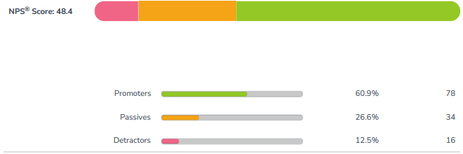 NPS® Score: 48.4
Promoters 60.9% 78
Passives 26.6% 34
Detractors 12.5% 16